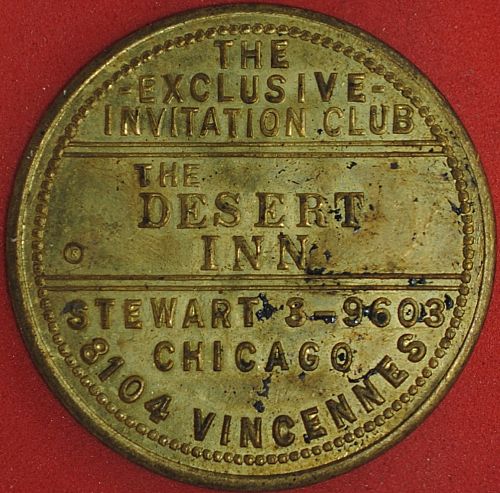 THE
-EXCLUSIVE-
INVITATION CLUB
THE
DESERT
INN
STEWART 3-9603
CHICAGO
8104 VINCENNES